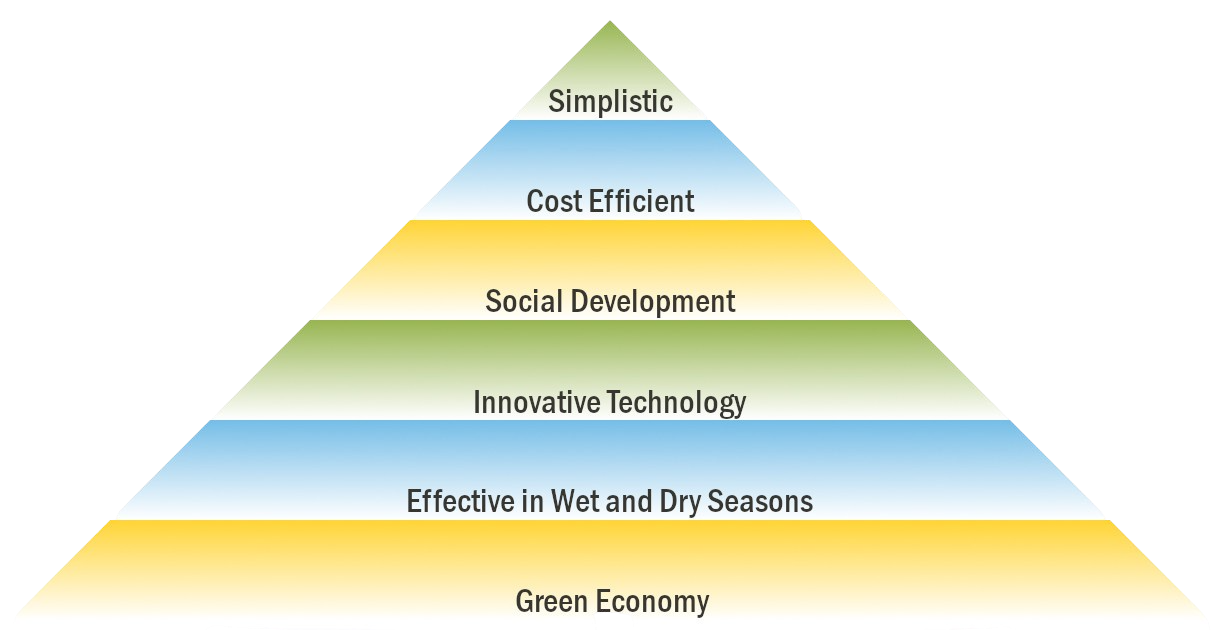 Simplistic
Cost Efficient
Social Development
Innovative Technology
Effective in Wet and Dry Seasons
Green Economy